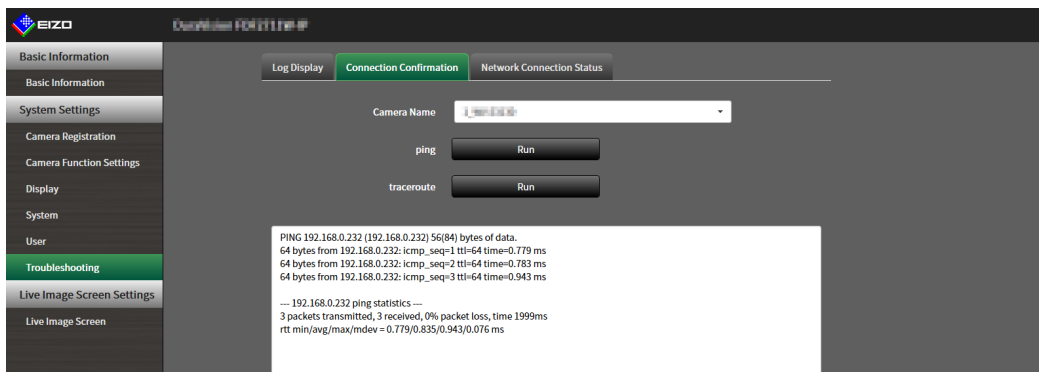 EIZO
Basic Information
Basic Information
System Settings
Camera Registration
Camera Function Settings
Display
System
User
Troubleshooting
Live Image Screen Settings
Live Image Screen
Log Display
Connection Confirmation
Network Connection Status
Camera Name
ping Run
traceroute Run
PING 192.168.0.232 (192.168.0.232) 56(84) bytes of data.
64 bytes from 192.168.0.232: icmp_seq=1 ttl=64 time=0.779 ms
64 bytes from 192.168.0.232: icmp_seq=2 ttl=64 time=0.783 ms
64 bytes from 192.168.0.232: icmp_seq=3 ttl=64 time=0.943 ms
--- 192.168.0.232 ping statistics ---
3 packets transmitted, 3 received, 0% packet loss, time 1999ms
rtt min/avg/max/mdev = 0.779/0.835/0.943/0.076 ms